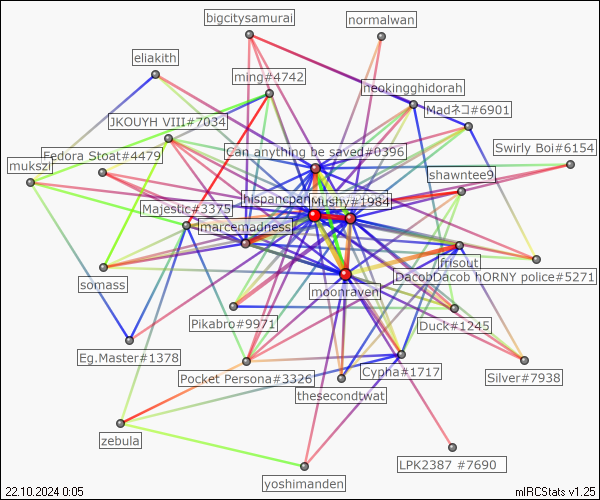 bigcitysamurai
normalwan
eliakith
ming#4742
neokingghidorah
Madネコ#6901
JKOUYH VIII#7034
Swirly Boi#6154
Can anything be saved#0396
Fedora Stoat#4479
mukszi
shawntee9
hispancpan
Mushy#1984
Majestic#3375
marcemadness
somass
DacobDacob hORNY police#5271
moonraven
Pikabro#9971
Duck#1245
Eg.Master#1378
Pocket Persona#3326
Cypha#1717
Silver#7938
thesecondtwat
zebula
LPK2387 #7690
yoshimanden
22.10.2024 0:05
mIRCStats v1.25